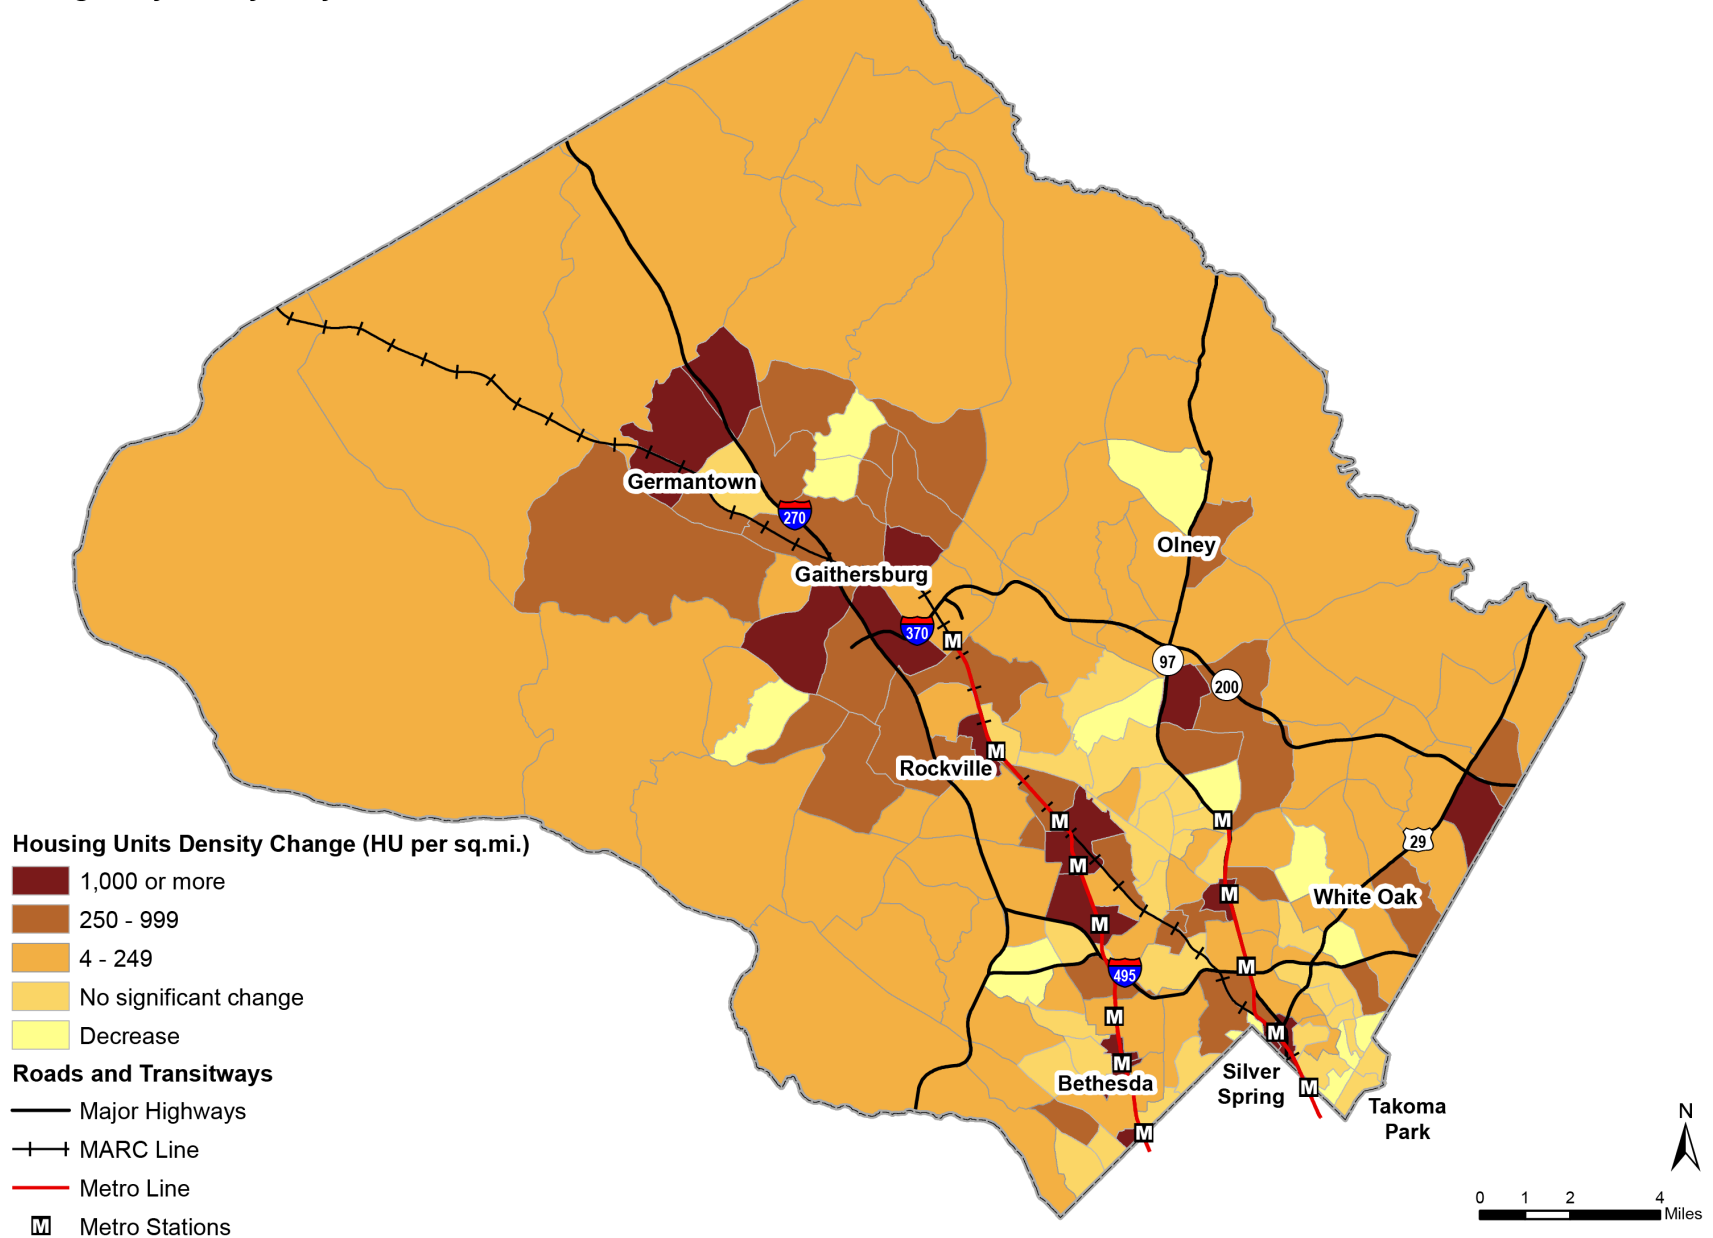 Germantown
270
Gaithersburg
370
Olney
97
200
Rockville
29
White Oak
495
Bethesda
Silver
Spring
Takoma
Park
M
M
M
M
M
M
M
M
M
M
M
M
M
Housing Units Density Change (HU per sq.mi.)
1,000 or more
250 - 999
4 - 249
No significant change
Decrease
Roads and Transitways
Major Highways
MARC Line
Metro Line
M Metro Stations
N
0 1 2 4
Miles